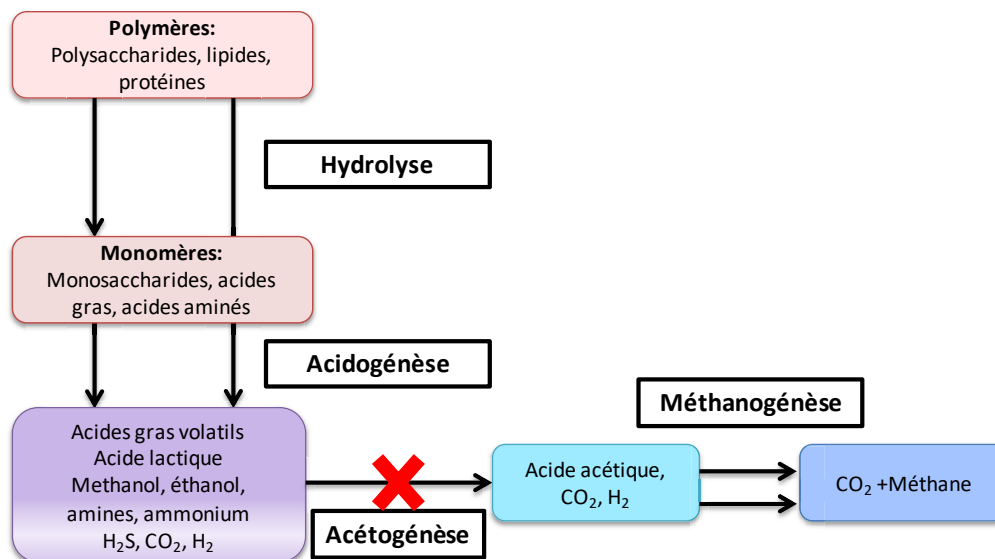 Polymères:
Polysaccharides, lipides,
protéines
Hydrolyse
Monomères:
Monosaccharides, acides
gras, acides aminés
Acidogénèse
Méthanogénèse
Acides gras volatils
Acide lactique
Methanol, éthanol,
amines, ammonium
H₂S, CO₂, H₂
Acétogénèse
Acide acétique,
CO₂, H₂
CO₂ +Méthane